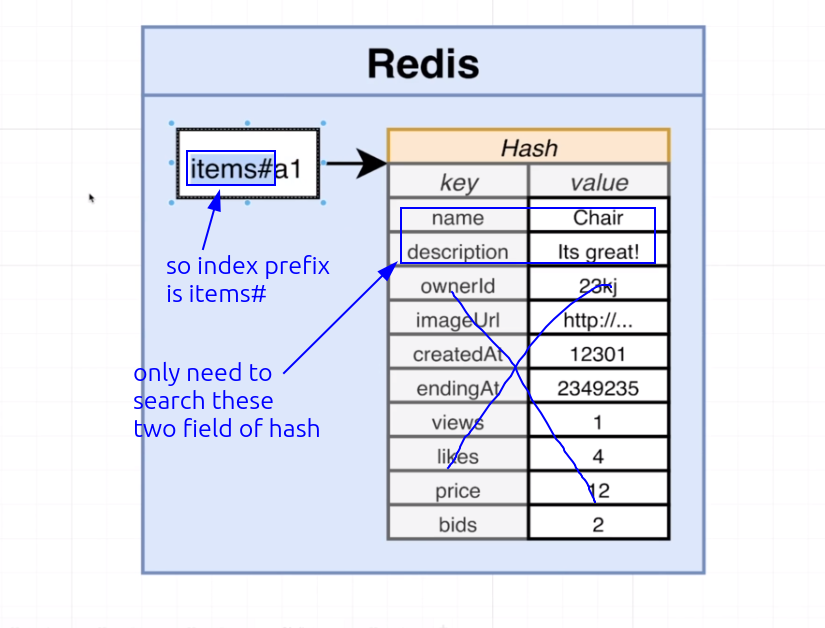 Redis
items#a1
Hash
key value
name Chair
description Its great!
ownerId 23kj
imageUrl http://...
createdAt 12301
endingAt 2349235
views 1
likes 4
price 12
bids 2
so index prefix
is items#
only need to
search these
two field of hash